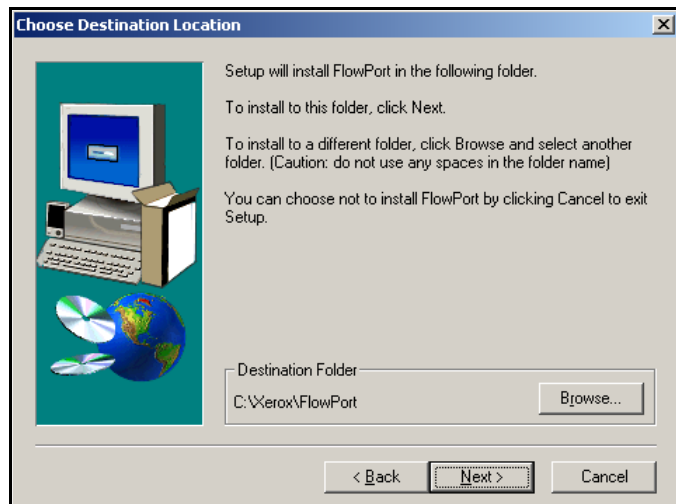 Choose Destination Location
Setup will install FlowPort in the following folder.
To install to this folder, click Next.
To install to a different folder, click Browse and select another
folder. (Caution: do not use any spaces in the folder name)
You can choose not to install FlowPort by clicking Cancel to exit
Setup.
Destination Folder
C:\Xerox\FlowPort
Browse...
< Back
Next >
Cancel